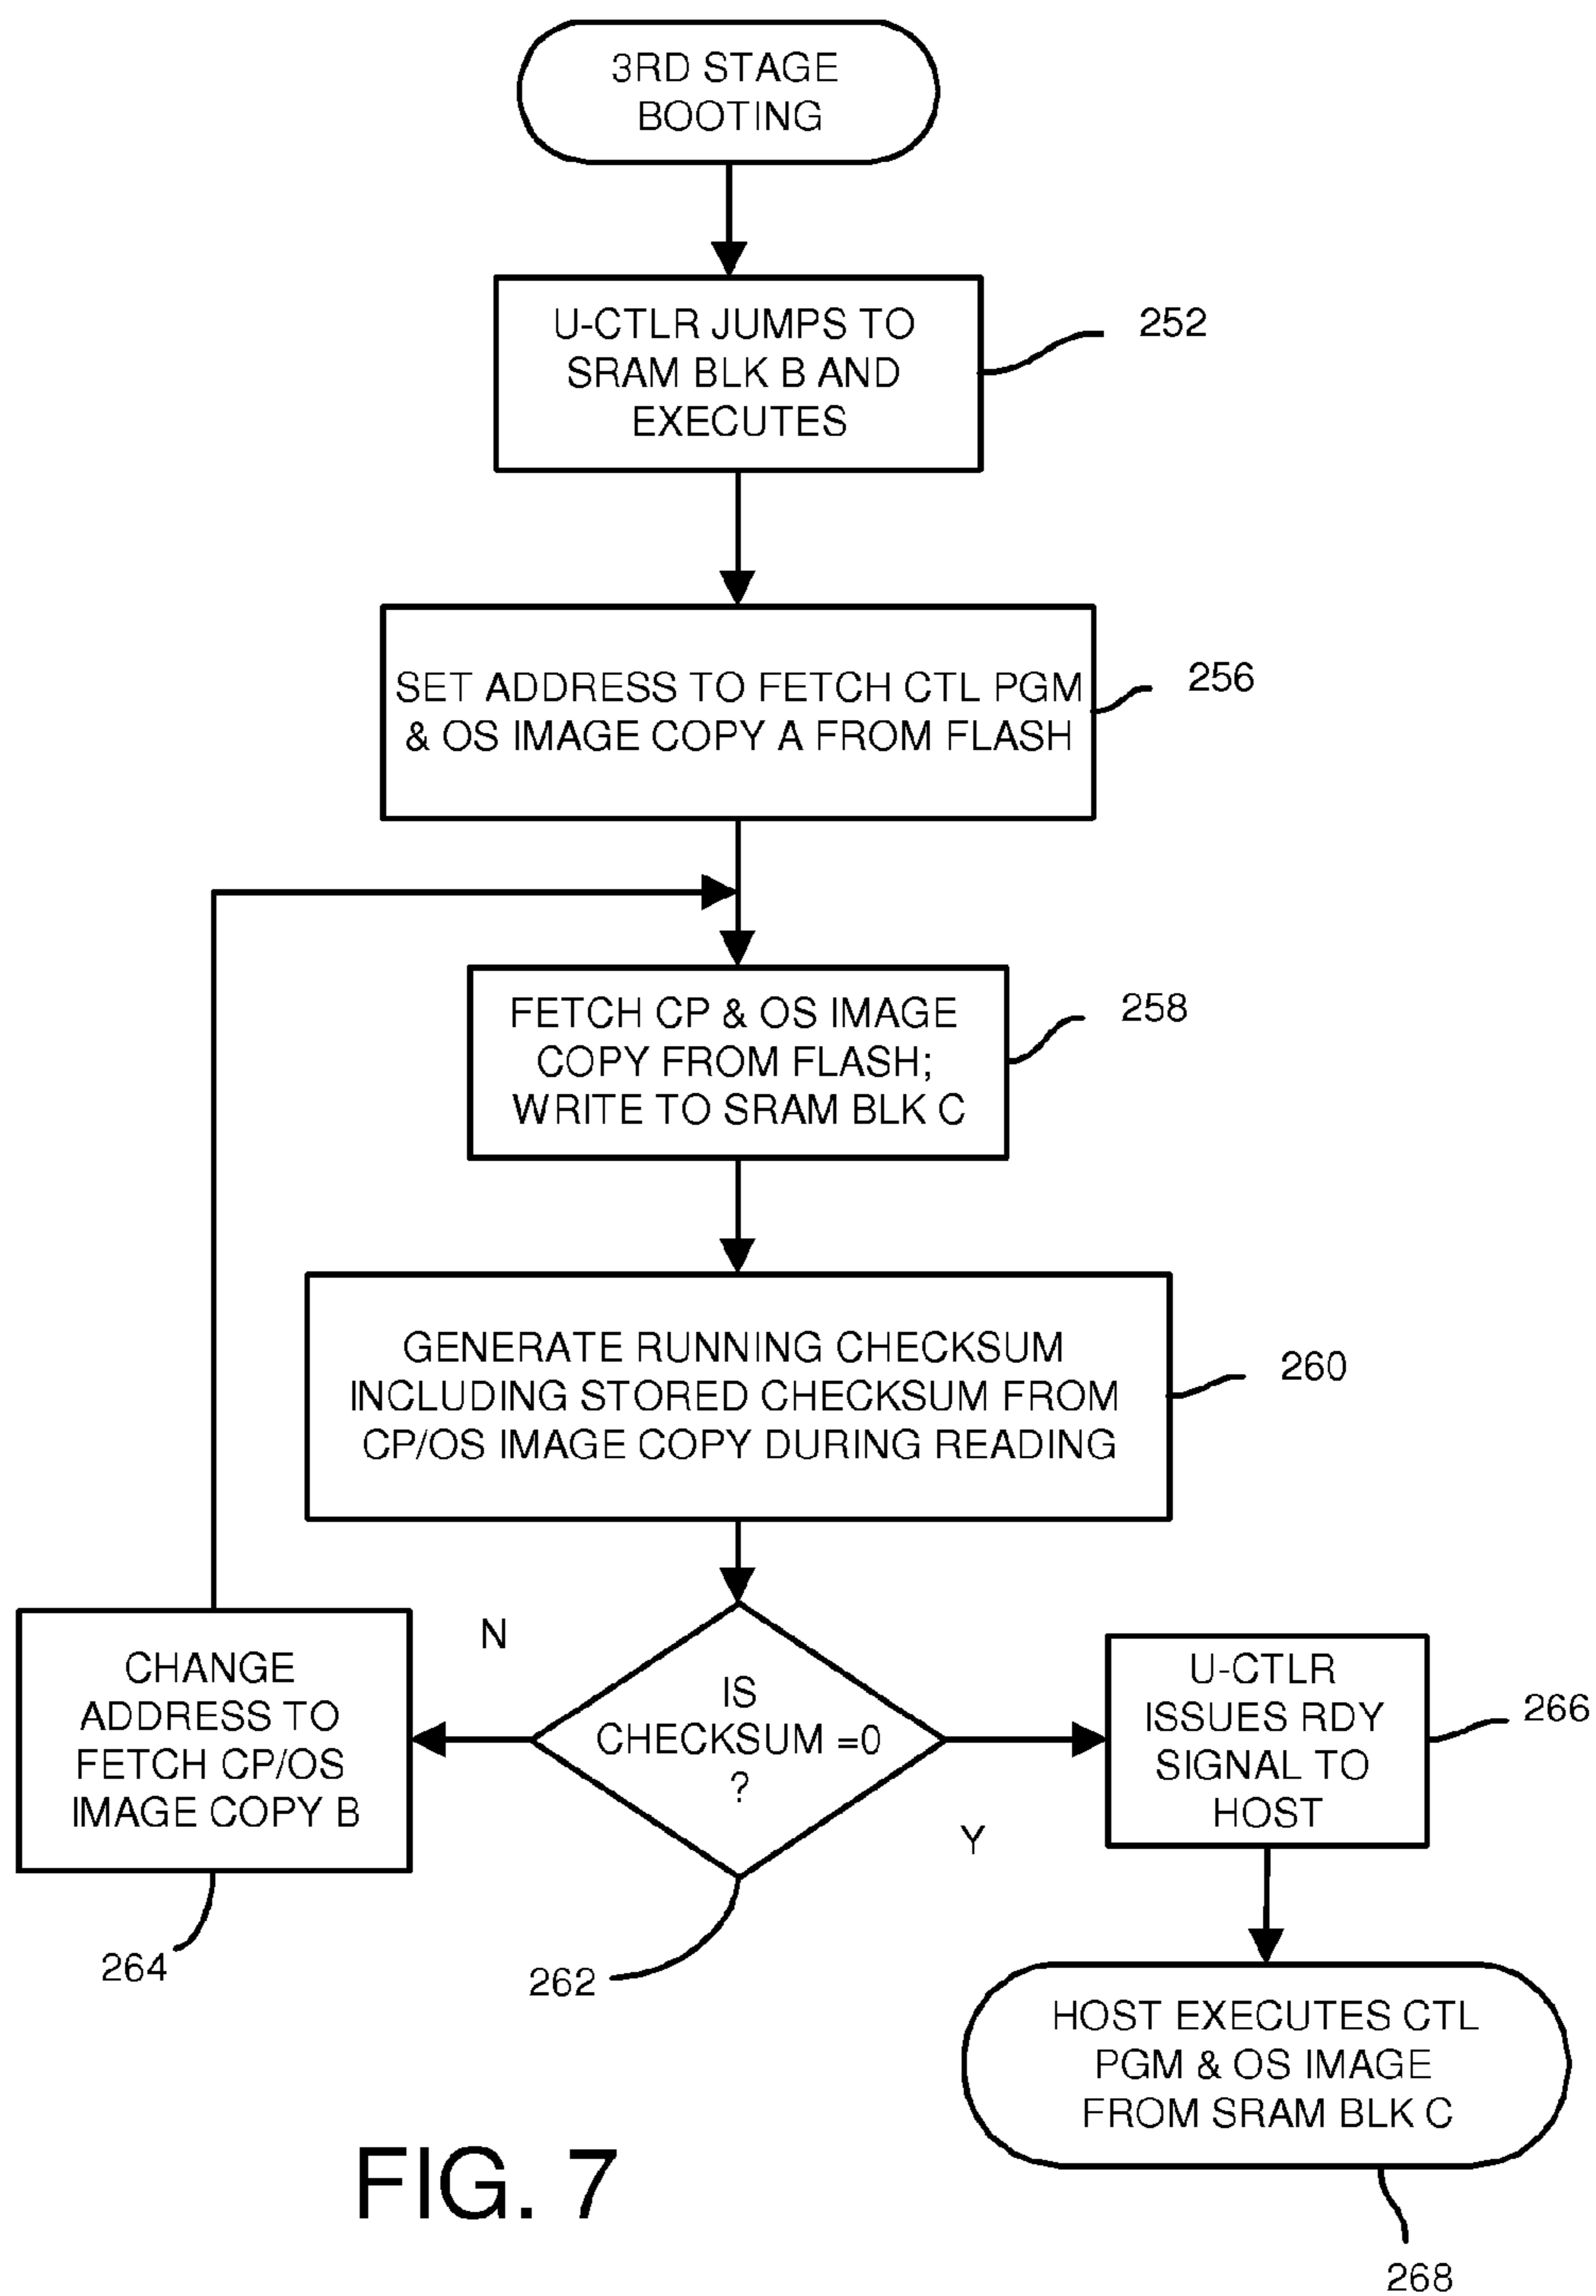 3RD STAGE
BOOTING
U-CTLR JUMPS TO
SRAM BLK B AND
EXECUTES
252
SET ADDRESS TO FETCH CTL PGM
& OS IMAGE COPY A FROM FLASH
256
FETCH CP & OS IMAGE
COPY FROM FLASH;
WRITE TO SRAM BLK C
258
GENERATE RUNNING CHECKSUM
INCLUDING STORED CHECKSUM FROM
CP/OS IMAGE COPY DURING READING
260
CHANGE
ADDRESS TO
FETCH CP/OS
IMAGE COPY B
264
N
IS
CHECKSUM =0
?
262
Y
U-CTLR
ISSUES RDY
SIGNAL TO
HOST
266
HOST EXECUTES CTL
PGM & OS IMAGE
FROM SRAM BLK C
268
FIG. 7